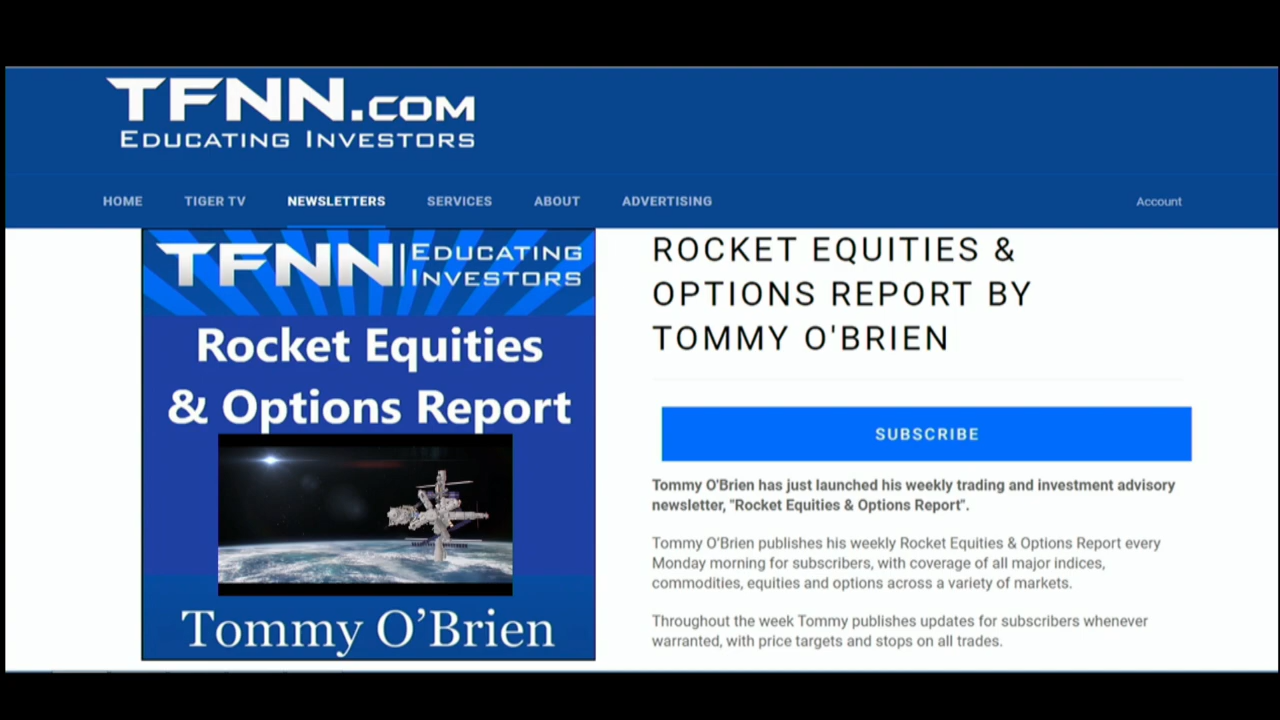 TFNN.COM
EDUCATING INVESTORS
HOME TIGER TV NEWSLETTERS SERVICES ABOUT ADVERTISING Account
TFNN | EDUCATING
INVESTORS
Rocket Equities
& Options Report
Tommy O’Brien
ROCKET EQUITIES &
OPTIONS REPORT BY
TOMMY O'BRIEN
SUBSCRIBE
Tommy O'Brien has just launched his weekly trading and investment advisory
newsletter, "Rocket Equities & Options Report".
Tommy O'Brien publishes his weekly Rocket Equities & Options Report every
Monday morning for subscribers, with coverage of all major indices,
commodities, equities and options across a variety of markets.
Throughout the week Tommy publishes updates for subscribers whenever
warranted, with price targets and stops on all trades.